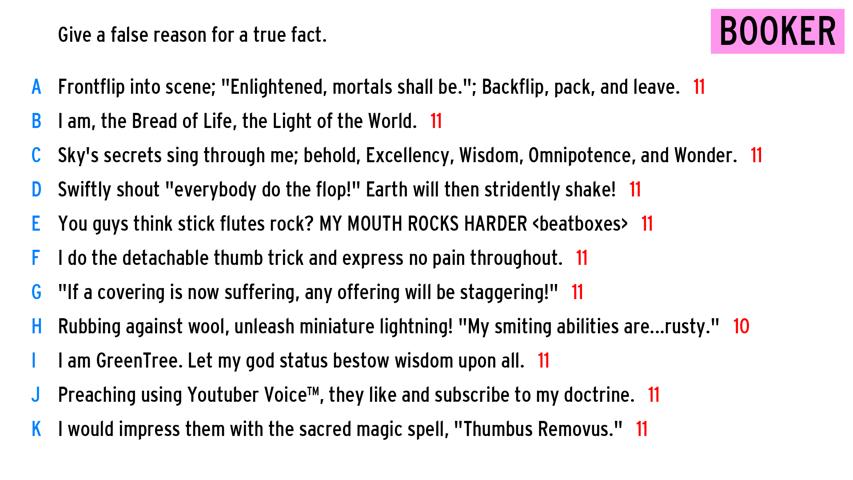 Give a false reason for a true fact.
BOOKER
A Frontflip into scene; "Enlightened, mortals shall be."; Backflip, pack, and leave. 11
B I am, the Bread of Life, the Light of the World. 11
C Sky's secrets sing through me; behold, Excellency, Wisdom, Omnipotence, and Wonder. 11
D Swiftly shout "everybody do the flop!" Earth will then stridently shake! 11
E You guys think stick flutes rock? MY MOUTH ROCKS HARDER <beatboxes> 11
F I do the detachable thumb trick and express no pain throughout. 11
G "If a covering is now suffering, any offering will be staggering!" 11
H Rubbing against wool, unleash miniature lightning! "My smiting abilities are...rusty." 10
I I am GreenTree. Let my god status bestow wisdom upon all. 11
J Preaching using Youtuber Voice™, they like and subscribe to my doctrine. 11
K I would impress them with the sacred magic spell, "Thumbus Removus." 11